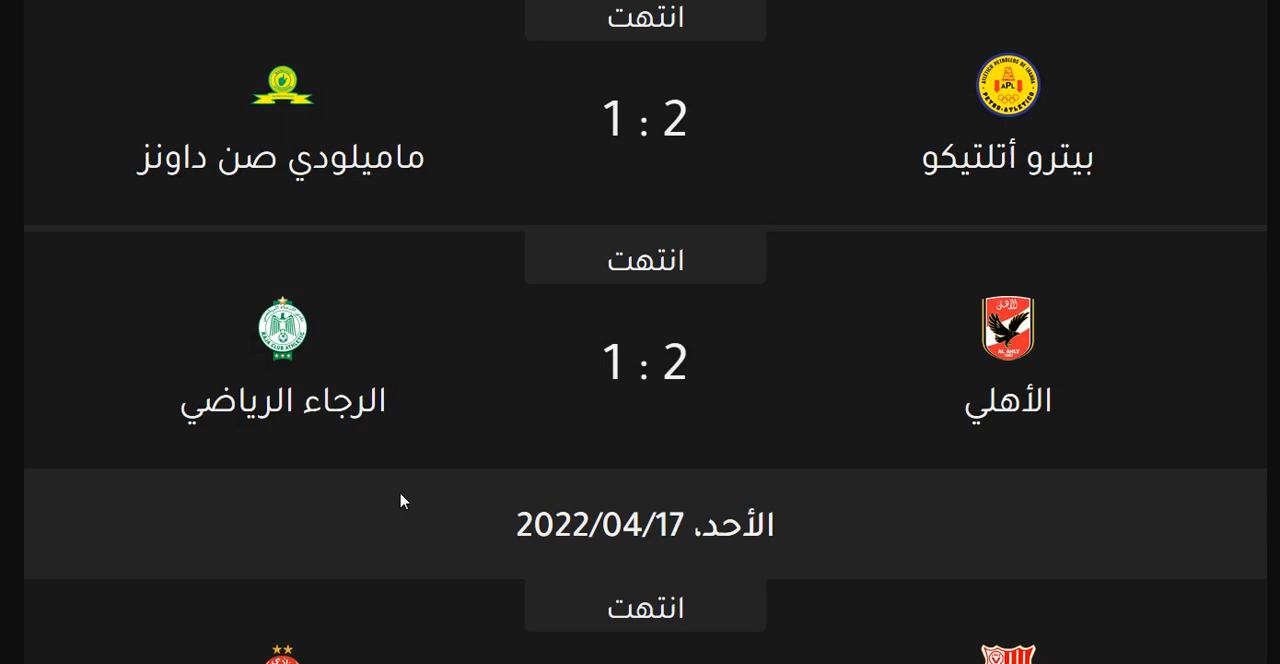 انتهت
بيترو أتلتيكو
2 : 1
ماميلودي صن داونز
انتهت
الأهلي
2 : 1
الرجاء الرياضي
الأحد، 2022/04/17
انتهت